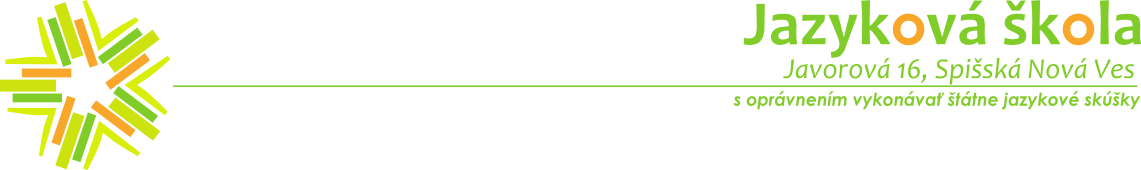 Jazyková škola
Javorová 16, Spišská Nová Ves
s oprávnením vykonávať štátne jazykové skúšky